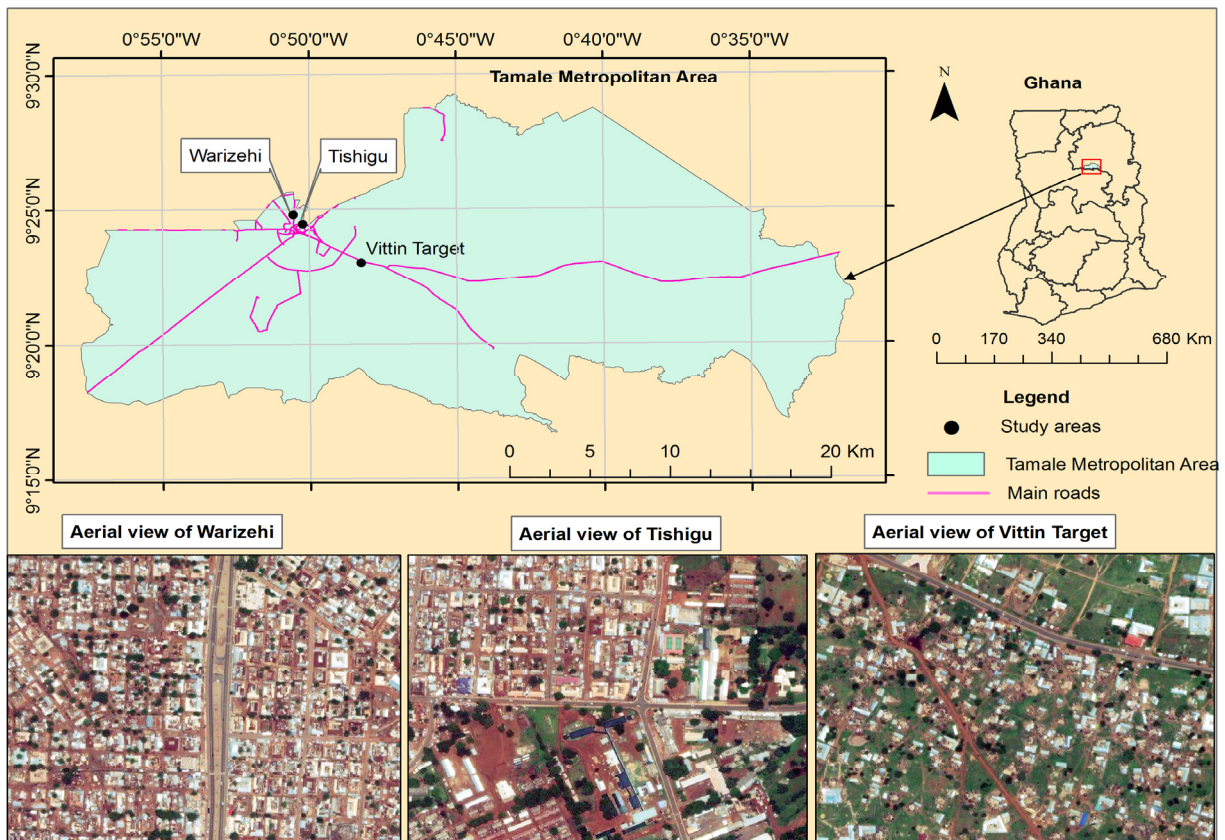 0°55'0"W
0°50'0"W
0°45'0"W
0°40'0"W
0°35'0"W
9°30'0"N
9°25'0"N
9°20'0"N
9°15'0"N
Tamale Metropolitan Area
Warizehi
Tishigu
Vittin Target
0 5 10 20 Km
N
Ghana
0 170 340 680 Km
Legend
Study areas
Tamale Metropolitan Area
Main roads
Aerial view of Warizehi
Aerial view of Tishigu
Aerial view of Vittin Target